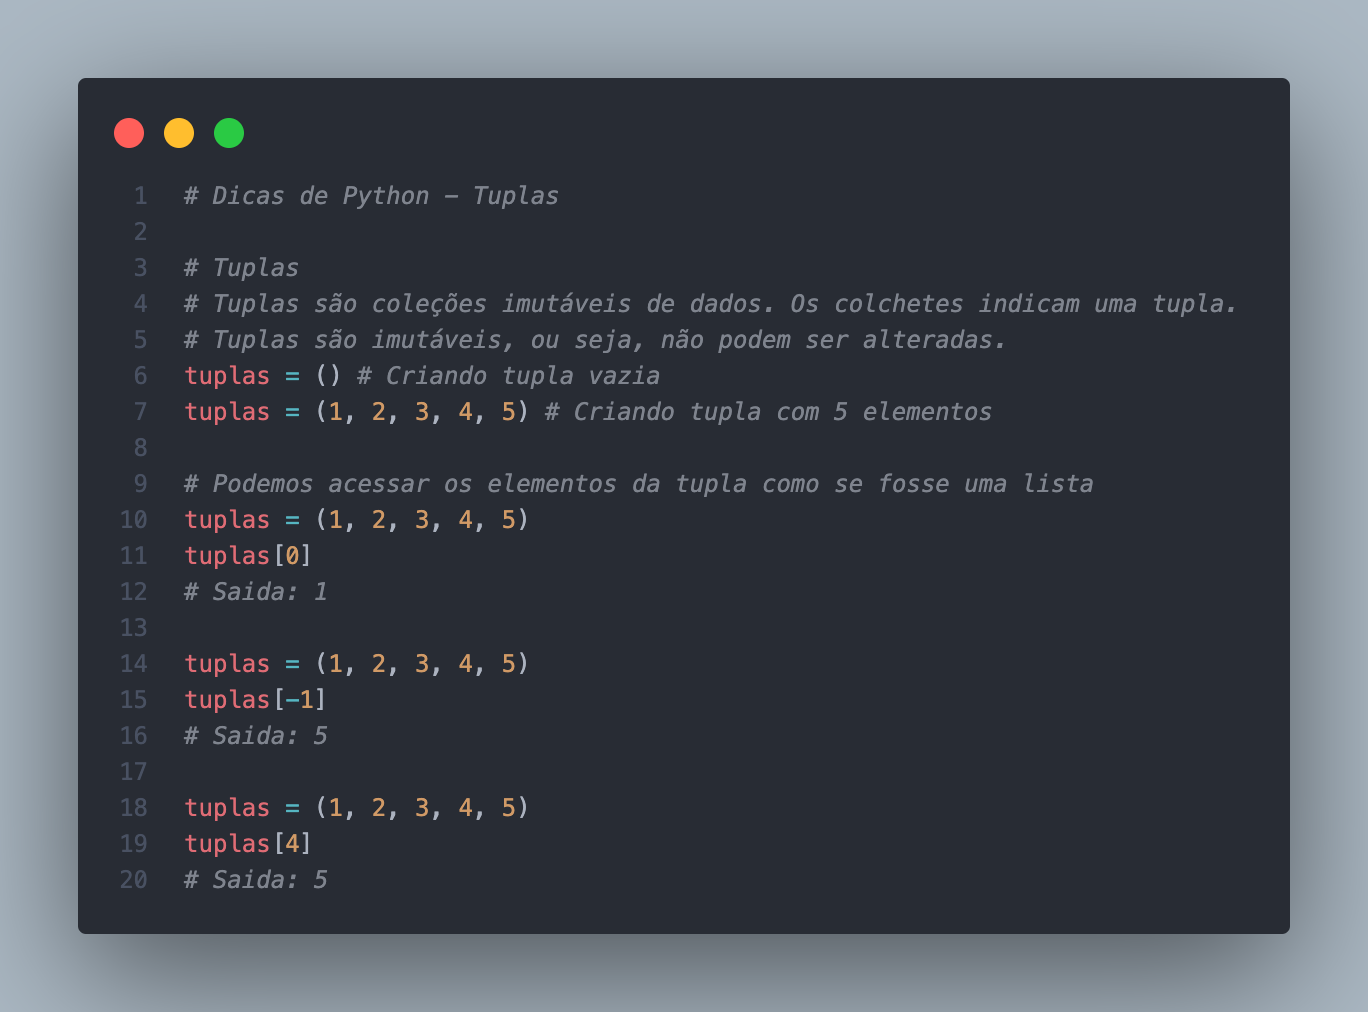 1 # Dicas de Python - Tuplas
2
3 # Tuplas
4 # Tuplas são coleções imutáveis de dados. Os colchetes indicam uma tupla.
5 # Tuplas são imutáveis, ou seja, não podem ser alteradas.
6 tuplas = () # Criando tupla vazia
7 tuplas = (1, 2, 3, 4, 5) # Criando tupla com 5 elementos
8
9 # Podemos acessar os elementos da tupla como se fosse uma lista
10 tuplas = (1, 2, 3, 4, 5)
11 tuplas[0]
12 # Saida: 1
13
14 tuplas = (1, 2, 3, 4, 5)
15 tuplas[-1]
16 # Saida: 5
17
18 tuplas = (1, 2, 3, 4, 5)
19 tuplas[4]
20 # Saida: 5